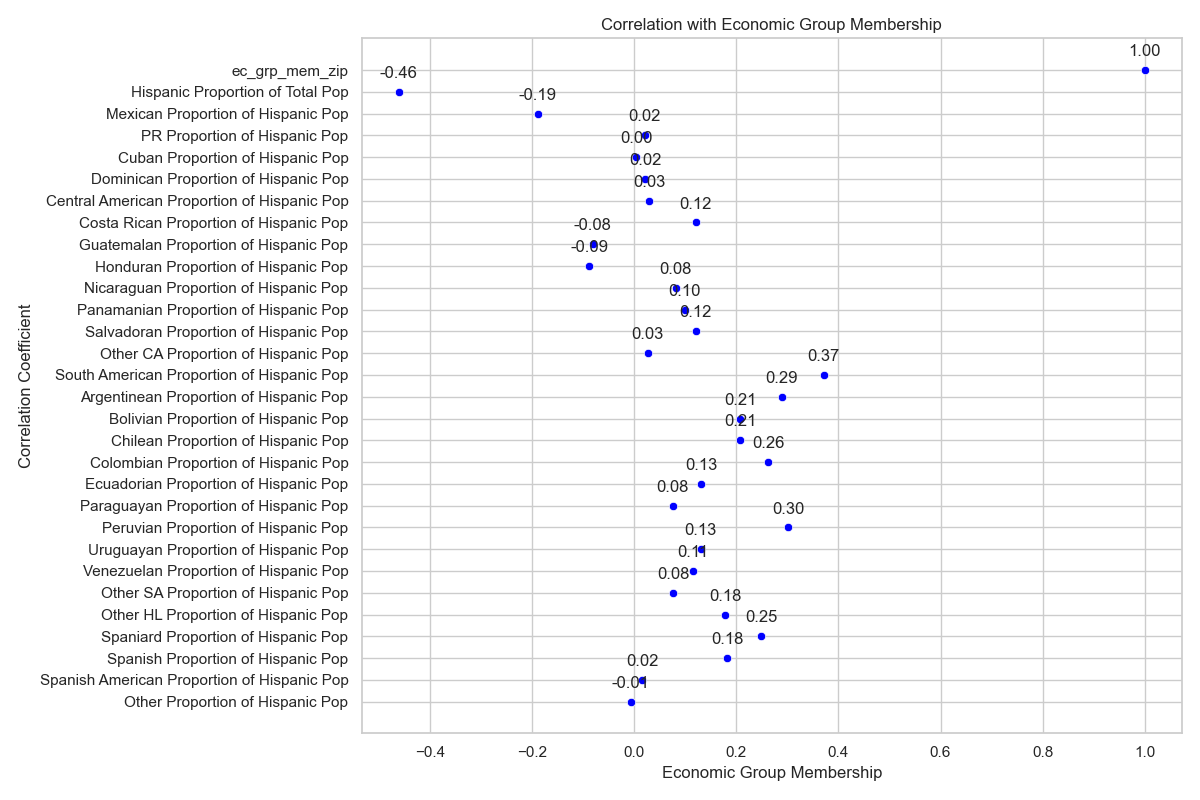 Correlation with Economic Group Membership
1.00
ec_grp_mem_zip
-0.46
Hispanic Proportion of Total Pop
-0.19
Mexican Proportion of Hispanic Pop
0.02
PR Proportion of Hispanic Pop
0.00
Cuban Proportion of Hispanic Pop
0.02
Dominican Proportion of Hispanic Pop
0.03
Central American Proportion of Hispanic Pop
0.12
Costa Rican Proportion of Hispanic Pop
-0.08
Guatemalan Proportion of Hispanic Pop
-0.09
Honduran Proportion of Hispanic Pop
0.08
Nicaraguan Proportion of Hispanic Pop
0.10
Panamanian Proportion of Hispanic Pop
0.12
Salvadoran Proportion of Hispanic Pop
0.03
Other CA Proportion of Hispanic Pop
0.37
South American Proportion of Hispanic Pop
0.29
Argentinean Proportion of Hispanic Pop
0.21
Bolivian Proportion of Hispanic Pop
0.21
Chilean Proportion of Hispanic Pop
0.26
Colombian Proportion of Hispanic Pop
0.13
Ecuadorian Proportion of Hispanic Pop
0.08
Paraguayan Proportion of Hispanic Pop
0.30
Peruvian Proportion of Hispanic Pop
0.13
Uruguayan Proportion of Hispanic Pop
0.11
Venezuelan Proportion of Hispanic Pop
0.08
Other SA Proportion of Hispanic Pop
0.18
Other HL Proportion of Hispanic Pop
0.25
Spaniard Proportion of Hispanic Pop
0.18
Spanish Proportion of Hispanic Pop
0.02
Spanish American Proportion of Hispanic Pop
-0.01
Other Proportion of Hispanic Pop
Correlation Coefficient
−0.4 −0.2 0.0 0.2 0.4 0.6 0.8 1.0
Economic Group Membership